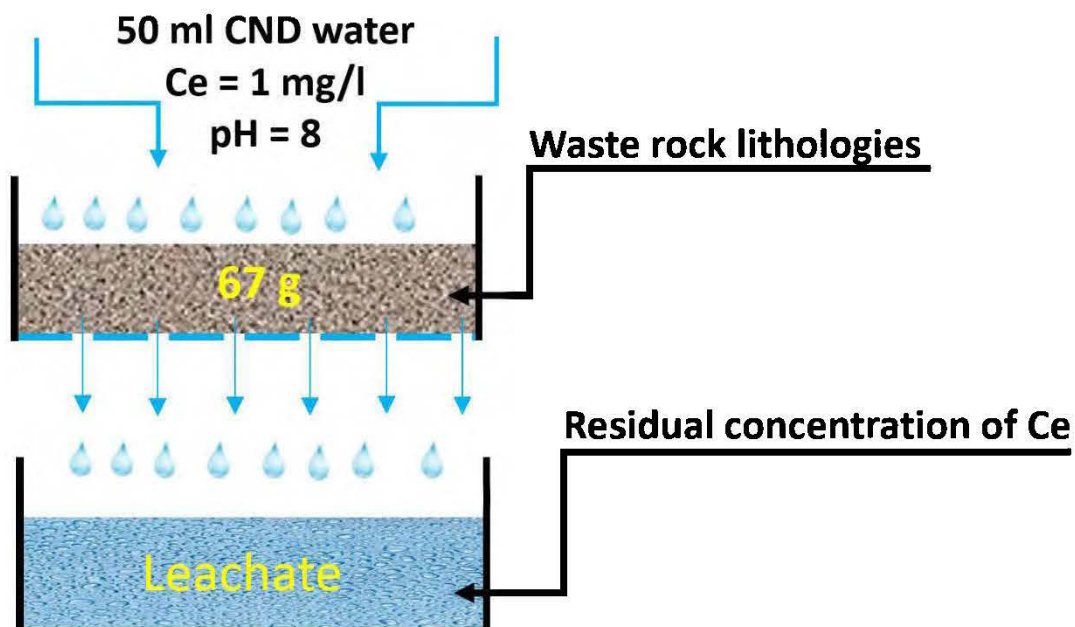 50 ml CND water
Ce = 1 mg/l
pH = 8
Waste rock lithologies
67 g
Residual concentration of Ce
Leachate